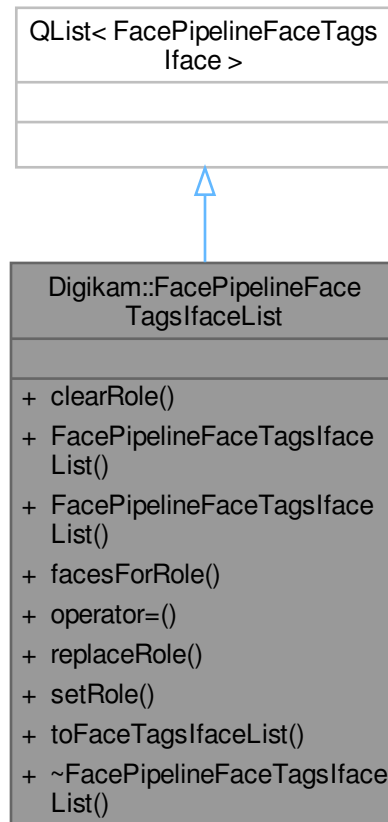 QList< FacePipelineFaceTags
Iface >
Digikam::FacePipelineFace
TagsIfaceList
+ clearRole()
+ FacePipelineFaceTagsIface
List()
+ FacePipelineFaceTagsIface
List()
+ facesForRole()
+ operator=()
+ replaceRole()
+ setRole()
+ toFaceTagsIfaceList()
+ ~FacePipelineFaceTagsIface
List()